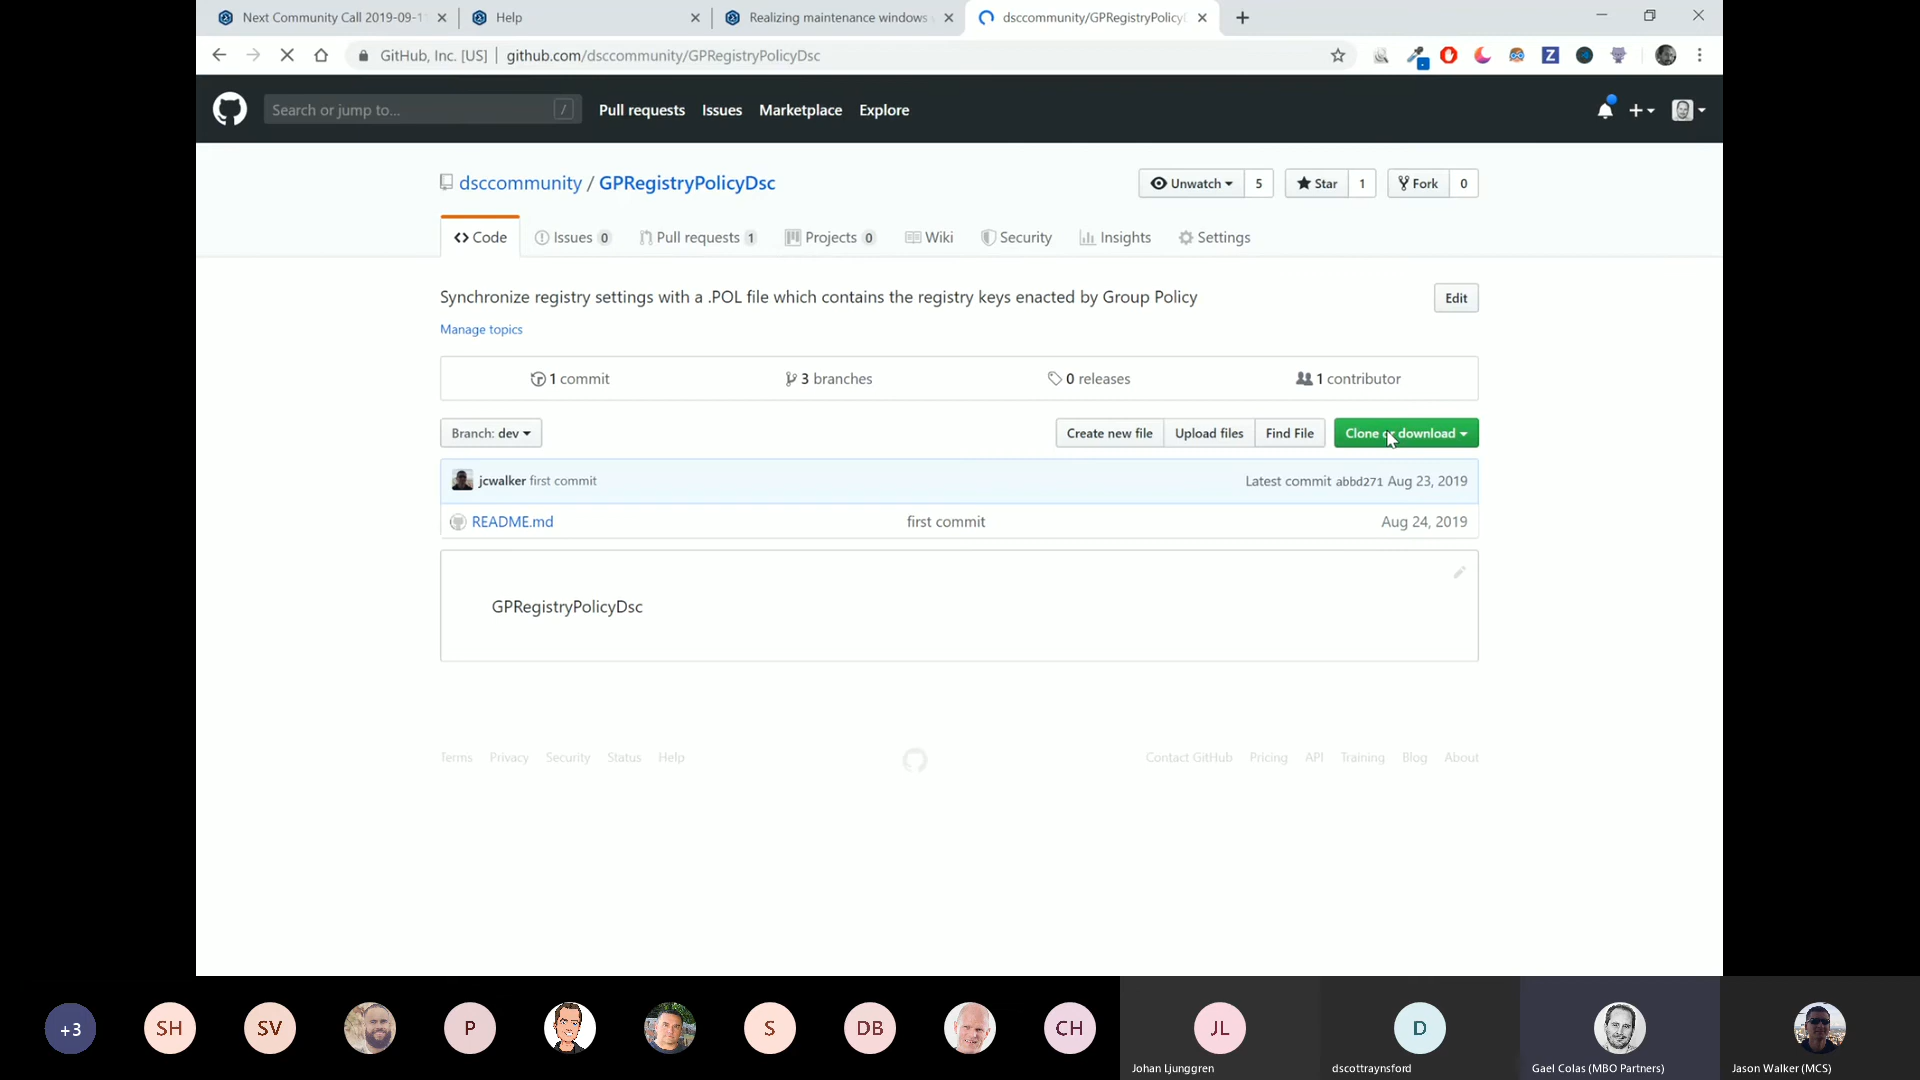 Next Community Call 2019-09-1
Help
Realizing maintenance windows
dsccommunity/GPRegistryPolicyD
GitHub, Inc. [US] | github.com/dsccommunity/GPRegistryPolicyDsc
Search or jump to... /
Pull requests Issues Marketplace Explore
dsccommunity / GPRegistryPolicyDsc
Unwatch 5 Star 1 Fork 0
Code Issues 0 Pull requests 1 Projects 0 Wiki Security Insights Settings
Synchronize registry settings with a .POL file which contains the registry keys enacted by Group Policy
Edit
Manage topics
1 commit 3 branches 0 releases 1 contributor
Branch: dev Create new file Upload files Find File Clone or download
jcwalker first commit Latest commit abbd271 Aug 23, 2019
README.md first commit Aug 24, 2019
GPRegistryPolicyDsc
Terms Privacy Security Status Help Contact GitHub Pricing API Training Blog About
+3 SH SV P S DB CH JL D
Johan Ljunggren dscottraynsford Gael Colas (MBO Partners) Jason Walker (MCS)